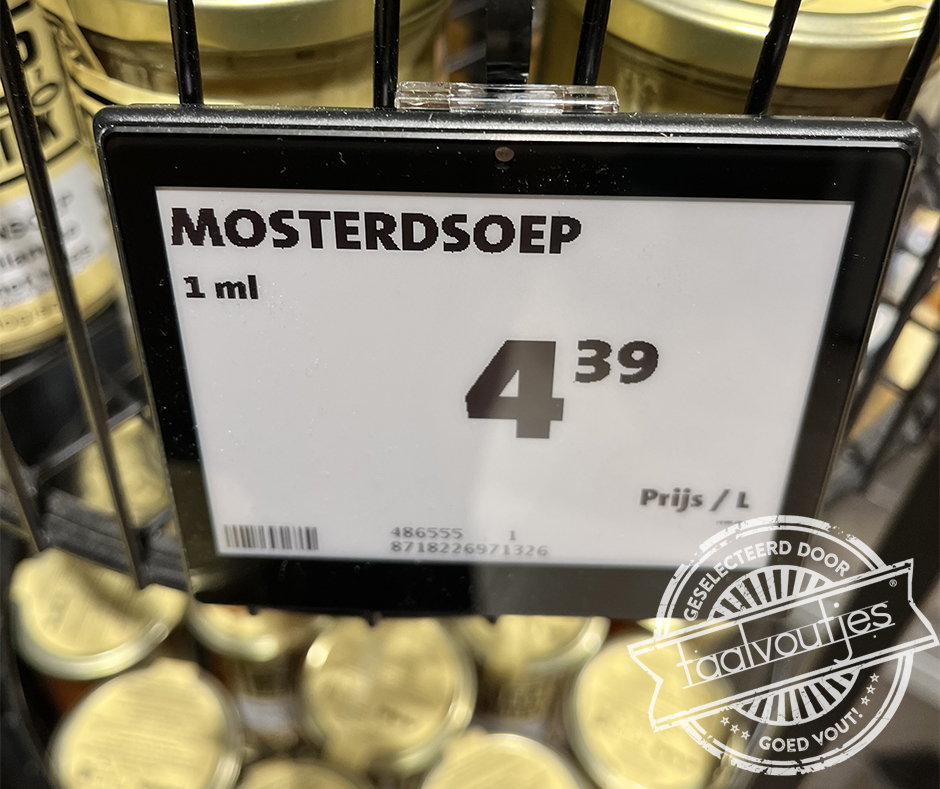 MOSTERDSOEP
1 ml
4 39
Prijs / L
486555 1
8718226971326
GESELECTEERD DOOR
taalvoutjes®
GOED VOUT!